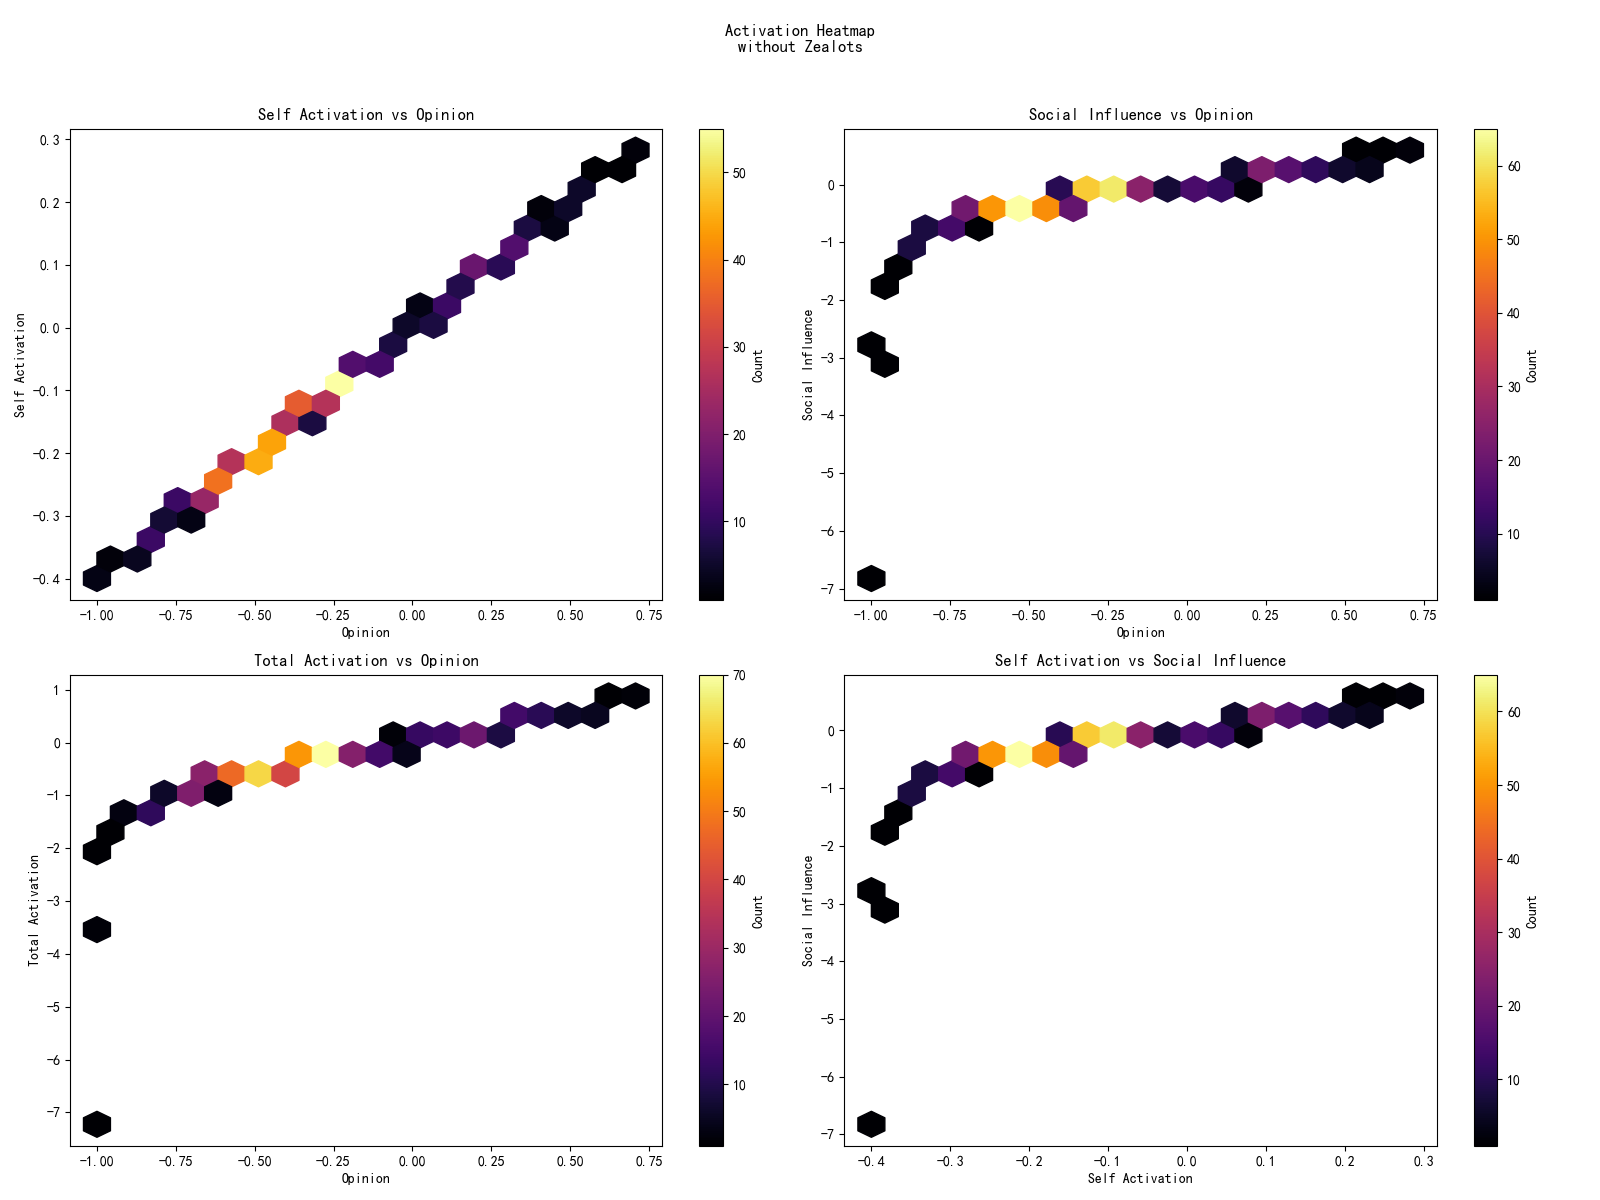 Activation Heatmap
without Zealots
Self Activation vs Opinion
0.3
0.2
0.1
0.0
−0.1
−0.2
−0.3
−0.4
Self Activation
−1.00 −0.75 −0.50 −0.25 0.00 0.25 0.50 0.75
Opinion
50
40
30
20
10
Count
Social Influence vs Opinion
0
−1
−2
−3
−4
−5
−6
−7
Social Influence
−1.00 −0.75 −0.50 −0.25 0.00 0.25 0.50 0.75
Opinion
60
50
40
30
20
10
Count
Total Activation vs Opinion
1
0
−1
−2
−3
−4
−5
−6
−7
Total Activation
−1.00 −0.75 −0.50 −0.25 0.00 0.25 0.50 0.75
Opinion
70
60
50
40
30
20
10
Count
Self Activation vs Social Influence
0
−1
−2
−3
−4
−5
−6
−7
Social Influence
−0.4 −0.3 −0.2 −0.1 0.0 0.1 0.2 0.3
Self Activation
60
50
40
30
20
10
Count